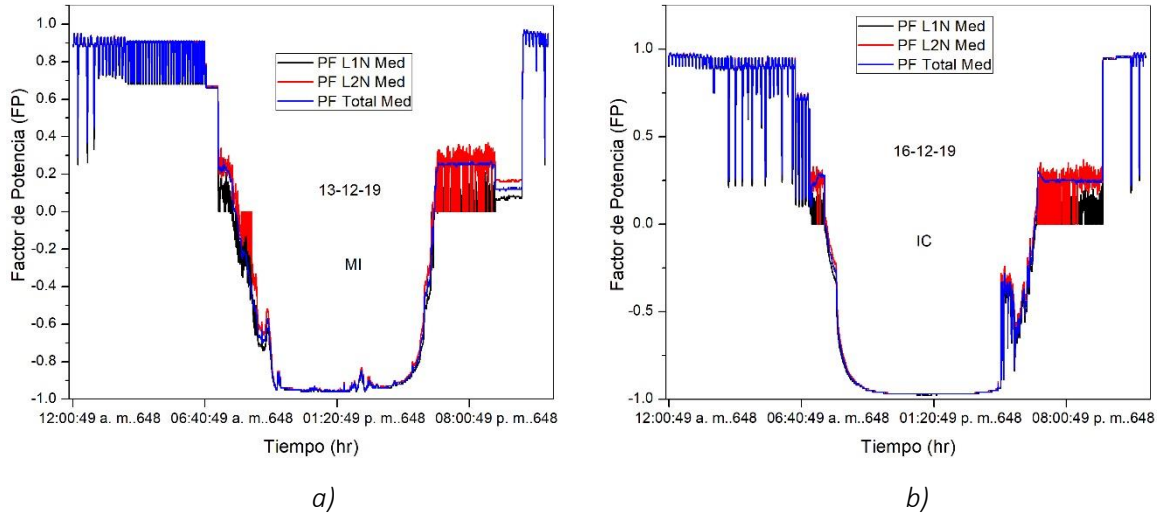 Factor de Potencia (FP)
1.0
0.8
0.6
0.4
0.2
0.0
-0.2
-0.4
-0.6
-0.8
-1.0
PF L1N Med
PF L2N Med
PF Total Med
13-12-19
MI
12:00:49 a. m..648
06:40:49 a. m..648
01:20:49 p. m..648
08:00:49 p. m..648
Tiempo (hr)
a)
Factor de Potencia (FP)
1.0
0.5
0.0
-0.5
-1.0
PF L1N Med
PF L2N Med
PF Total Med
16-12-19
IC
12:00:49 a. m..648
06:40:49 a. m..648
01:20:49 p. m..648
08:00:49 p. m..648
Tiempo (hr)
b)